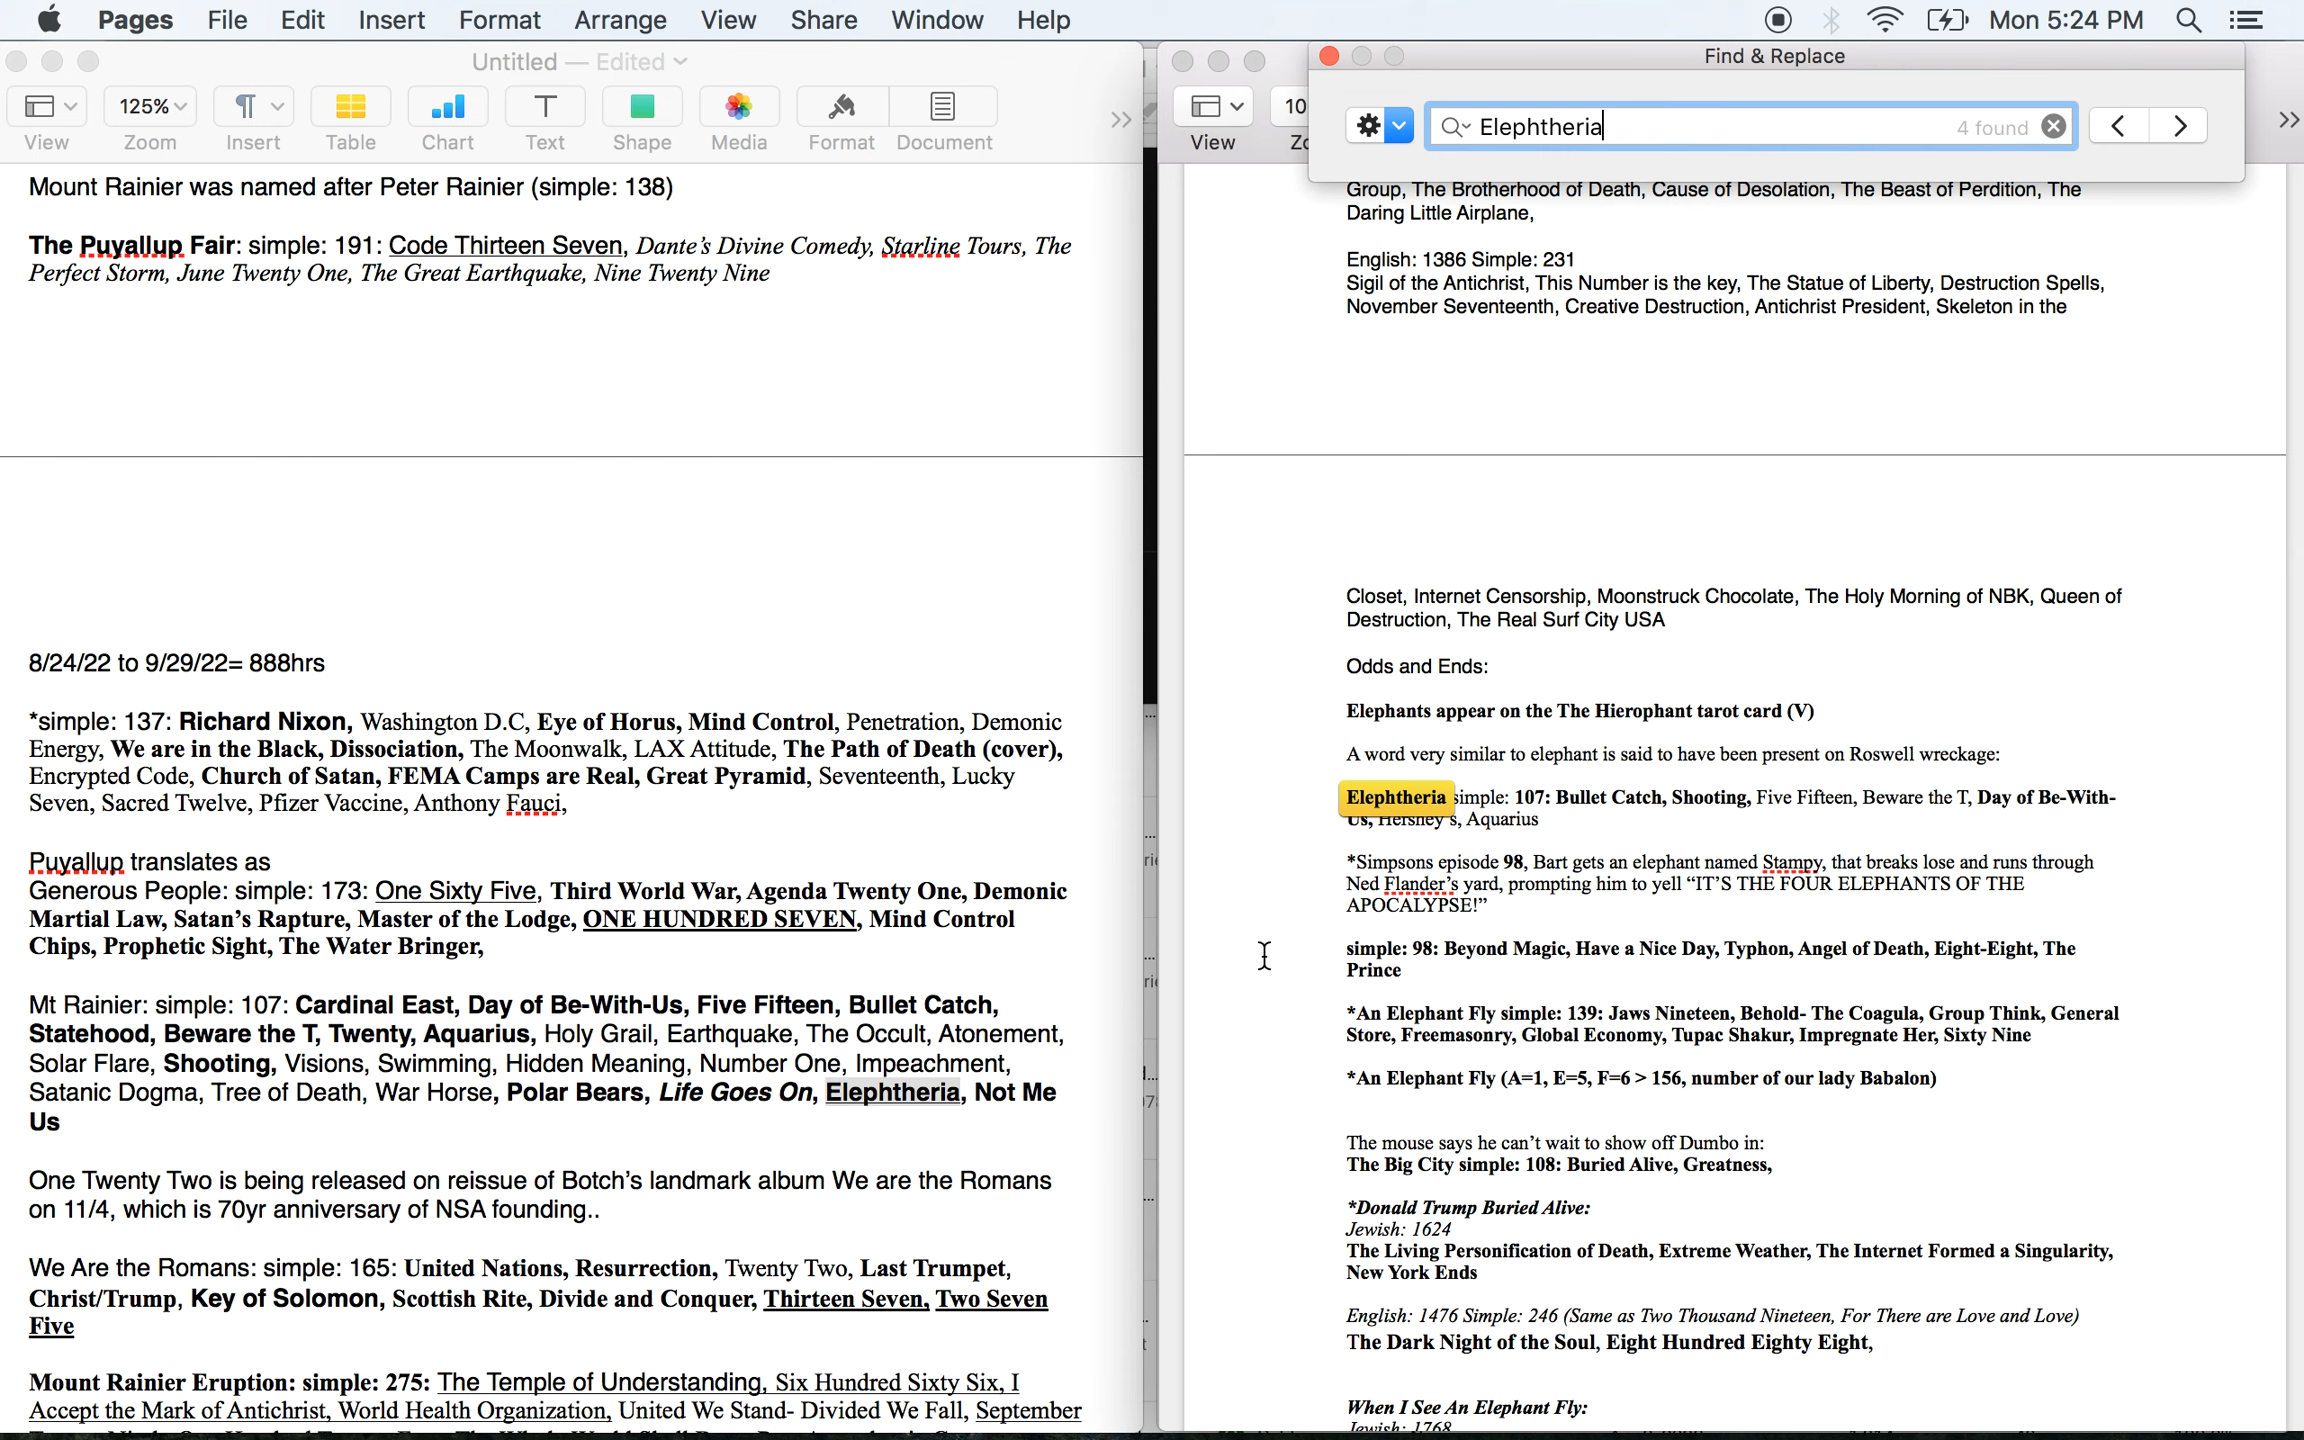 Pages File Edit Insert Format Arrange View Share Window Help Mon 5:24 PM
Untitled — Edited
125%
View Zoom Insert Table Chart Text Shape Media Format Document
Mount Rainier was named after Peter Rainier (simple: 138)
The Puyallup Fair: simple: 191: Code Thirteen Seven, Dante's Divine Comedy, Starline Tours, The
Perfect Storm, June Twenty One, The Great Earthquake, Nine Twenty Nine
8/24/22 to 9/29/22= 888hrs
*simple: 137: Richard Nixon, Washington D.C, Eye of Horus, Mind Control, Penetration, Demonic
Energy, We are in the Black, Dissociation, The Moonwalk, LAX Attitude, The Path of Death (cover),
Encrypted Code, Church of Satan, FEMA Camps are Real, Great Pyramid, Seventeenth, Lucky
Seven, Sacred Twelve, Pfizer Vaccine, Anthony Fauci,
Puyallup translates as
Generous People: simple: 173: One Sixty Five, Third World War, Agenda Twenty One, Demonic
Martial Law, Satan's Rapture, Master of the Lodge, ONE HUNDRED SEVEN, Mind Control
Chips, Prophetic Sight, The Water Bringer,
Mt Rainier: simple: 107: Cardinal East, Day of Be-With-Us, Five Fifteen, Bullet Catch,
Statehood, Beware the T, Twenty, Aquarius, Holy Grail, Earthquake, The Occult, Atonement,
Solar Flare, Shooting, Visions, Swimming, Hidden Meaning, Number One, Impeachment,
Satanic Dogma, Tree of Death, War Horse, Polar Bears, Life Goes On, Elephtheria, Not Me
Us
One Twenty Two is being released on reissue of Botch's landmark album We are the Romans
on 11/4, which is 70yr anniversary of NSA founding..
We Are the Romans: simple: 165: United Nations, Resurrection, Twenty Two, Last Trumpet,
Christ/Trump, Key of Solomon, Scottish Rite, Divide and Conquer, Thirteen Seven, Two Seven
Five
Mount Rainier Eruption: simple: 275: The Temple of Understanding, Six Hundred Sixty Six, I
Accept the Mark of Antichrist, World Health Organization, United We Stand- Divided We Fall, September
Find & Replace
10
View
Elephtheria 4 found
Group, The Brotherhood of Death, Cause of Desolation, The Beast of Perdition, The
Daring Little Airplane,
English: 1386 Simple: 231
Sigil of the Antichrist, This Number is the key, The Statue of Liberty, Destruction Spells,
November Seventeenth, Creative Destruction, Antichrist President, Skeleton in the
Closet, Internet Censorship, Moonstruck Chocolate, The Holy Morning of NBK, Queen of
Destruction, The Real Surf City USA
Odds and Ends:
Elephants appear on the The Hierophant tarot card (V)
A word very similar to elephant is said to have been present on Roswell wreckage:
Elephtheria simple: 107: Bullet Catch, Shooting, Five Fifteen, Beware the T, Day of Be-With-
Us, Hershey's, Aquarius
*Simpsons episode 98, Bart gets an elephant named Stampy, that breaks lose and runs through
Ned Flander's yard, prompting him to yell “IT'S THE FOUR ELEPHANTS OF THE
APOCALYPSE!”
simple: 98: Beyond Magic, Have a Nice Day, Typhon, Angel of Death, Eight-Eight, The
Prince
*An Elephant Fly simple: 139: Jaws Nineteen, Behold- The Coagula, Group Think, General
Store, Freemasonry, Global Economy, Tupac Shakur, Impregnate Her, Sixty Nine
*An Elephant Fly (A=1, E=5, F=6 > 156, number of our lady Babalon)
The mouse says he can't wait to show off Dumbo in:
The Big City simple: 108: Buried Alive, Greatness,
*Donald Trump Buried Alive:
Jewish: 1624
The Living Personification of Death, Extreme Weather, The Internet Formed a Singularity,
New York Ends
English: 1476 Simple: 246 (Same as Two Thousand Nineteen, For There are Love and Love)
The Dark Night of the Soul, Eight Hundred Eighty Eight,
When I See An Elephant Fly:
Jewish: 1768